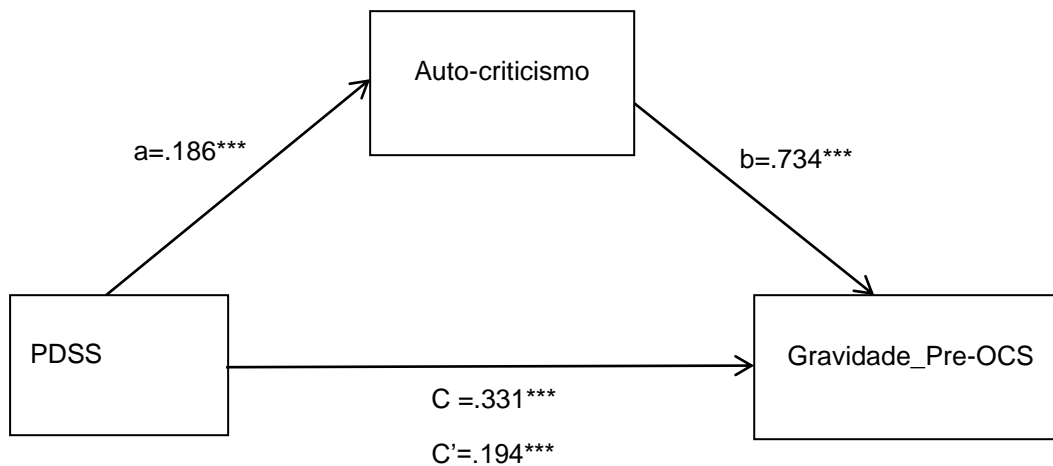 Auto-criticismo
a=.186***
b=.734***
PDSS
Gravidade_Pre-OCS
C =.331***
C’=.194***